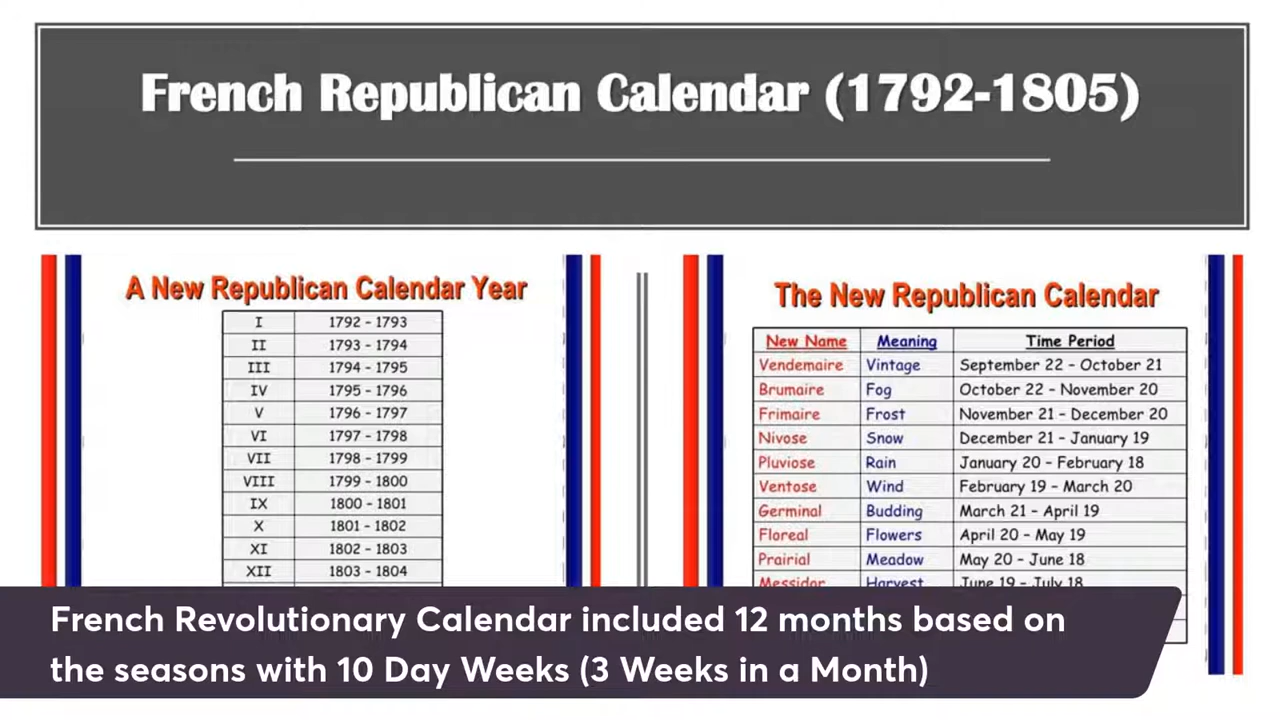 French Republican Calendar (1792-1805)
A New Republican Calendar Year
I 1792 - 1793
II 1793 - 1794
III 1794 - 1795
IV 1795 - 1796
V 1796 - 1797
VI 1797 - 1798
VII 1798 - 1799
VIII 1799 - 1800
IX 1800 - 1801
X 1801 - 1802
XI 1802 - 1803
XII 1803 - 1804
The New Republican Calendar
New Name Meaning Time Period
Vendemaire Vintage September 22 - October 21
Brumaire Fog October 22 - November 20
Frimaire Frost November 21 - December 20
Nivose Snow December 21 - January 19
Pluviose Rain January 20 - February 18
Ventose Wind February 19 - March 20
Germinal Budding March 21 - April 19
Floreal Flowers April 20 - May 19
Prairial Meadow May 20 - June 18
Messidor Harvest June 19 - July 18
French Revolutionary Calendar included 12 months based on
the seasons with 10 Day Weeks (3 Weeks in a Month)